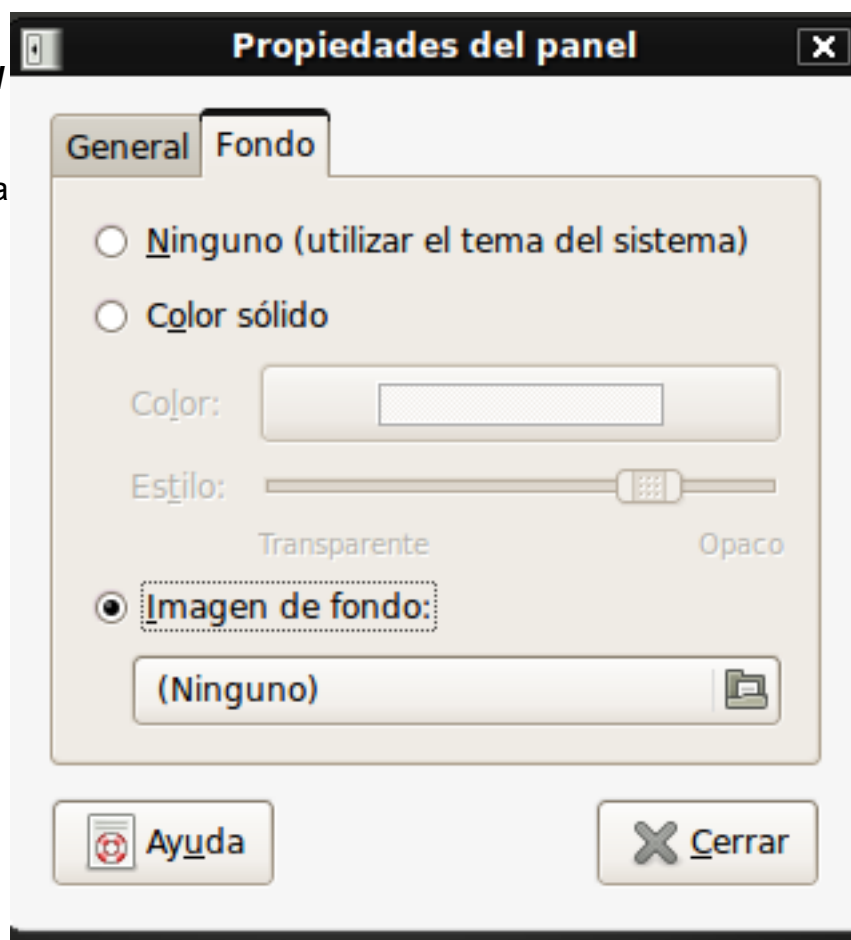 Propiedades del panel
General Fondo
a
Ninguno (utilizar el tema del sistema)
Color sólido
Color:
Estilo:
Transparente Opaco
Imagen de fondo:
(Ninguno)
Ayuda Cerrar